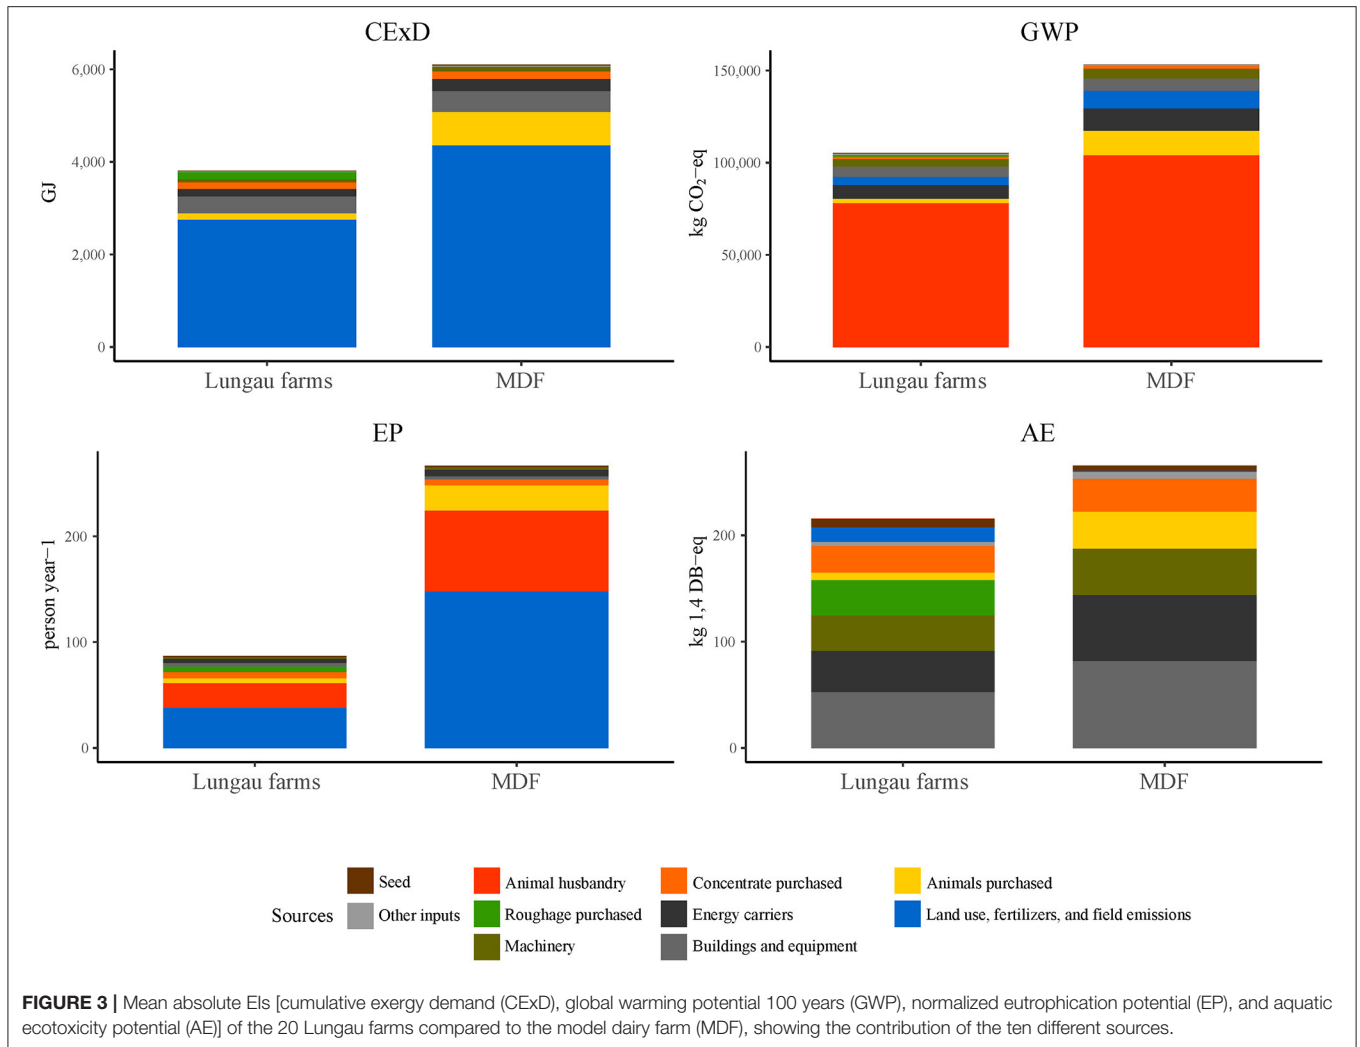 CExD
GJ
6,000
4,000
2,000
0
Lungau farms
MDF
GWP
kg CO₂−eq
150,000
100,000
50,000
0
Lungau farms
MDF
EP
person year−1
200
100
0
Lungau farms
MDF
AE
kg 1,4 DB−eq
200
100
0
Lungau farms
MDF
Sources
Seed
Other inputs
Animal husbandry
Roughage purchased
Machinery
Concentrate purchased
Energy carriers
Buildings and equipment
Animals purchased
Land use, fertilizers, and field emissions
FIGURE 3 | Mean absolute EIs [cumulative exergy demand (CExD), global warming potential 100 years (GWP), normalized eutrophication potential (EP), and aquatic
ecotoxicity potential (AE)] of the 20 Lungau farms compared to the model dairy farm (MDF), showing the contribution of the ten different sources.